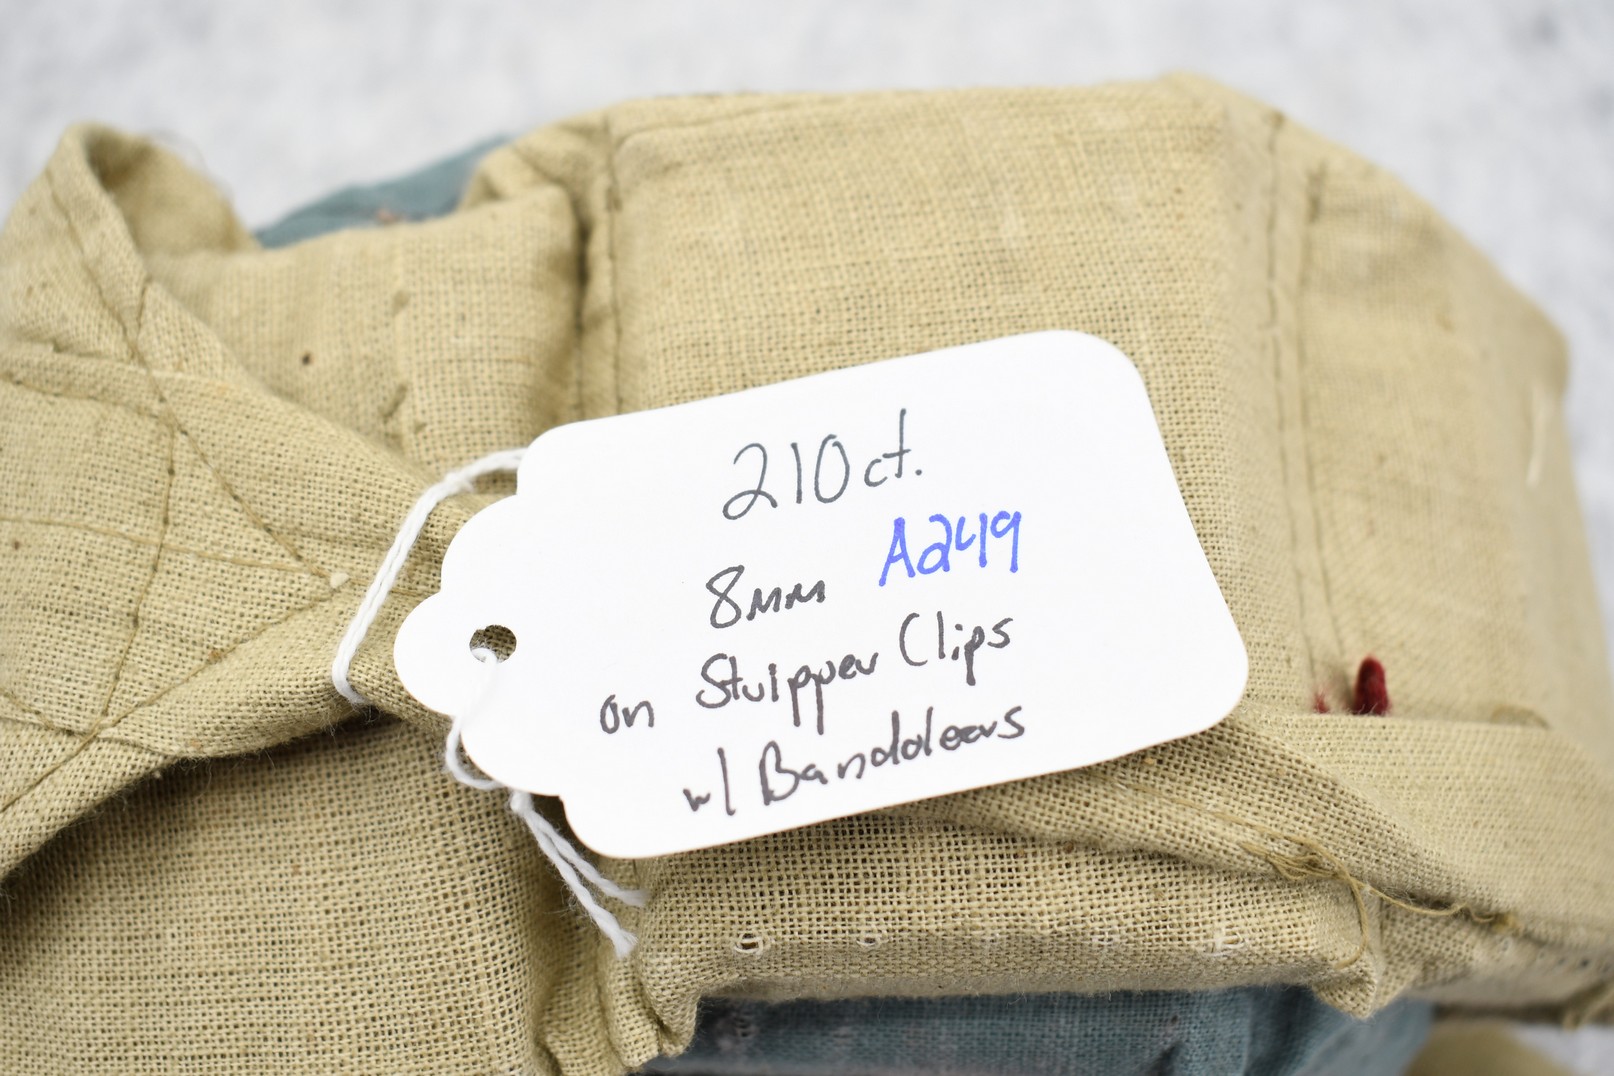 210ct.
8mm A249
on Stripper Clips
w/ Bandoleers